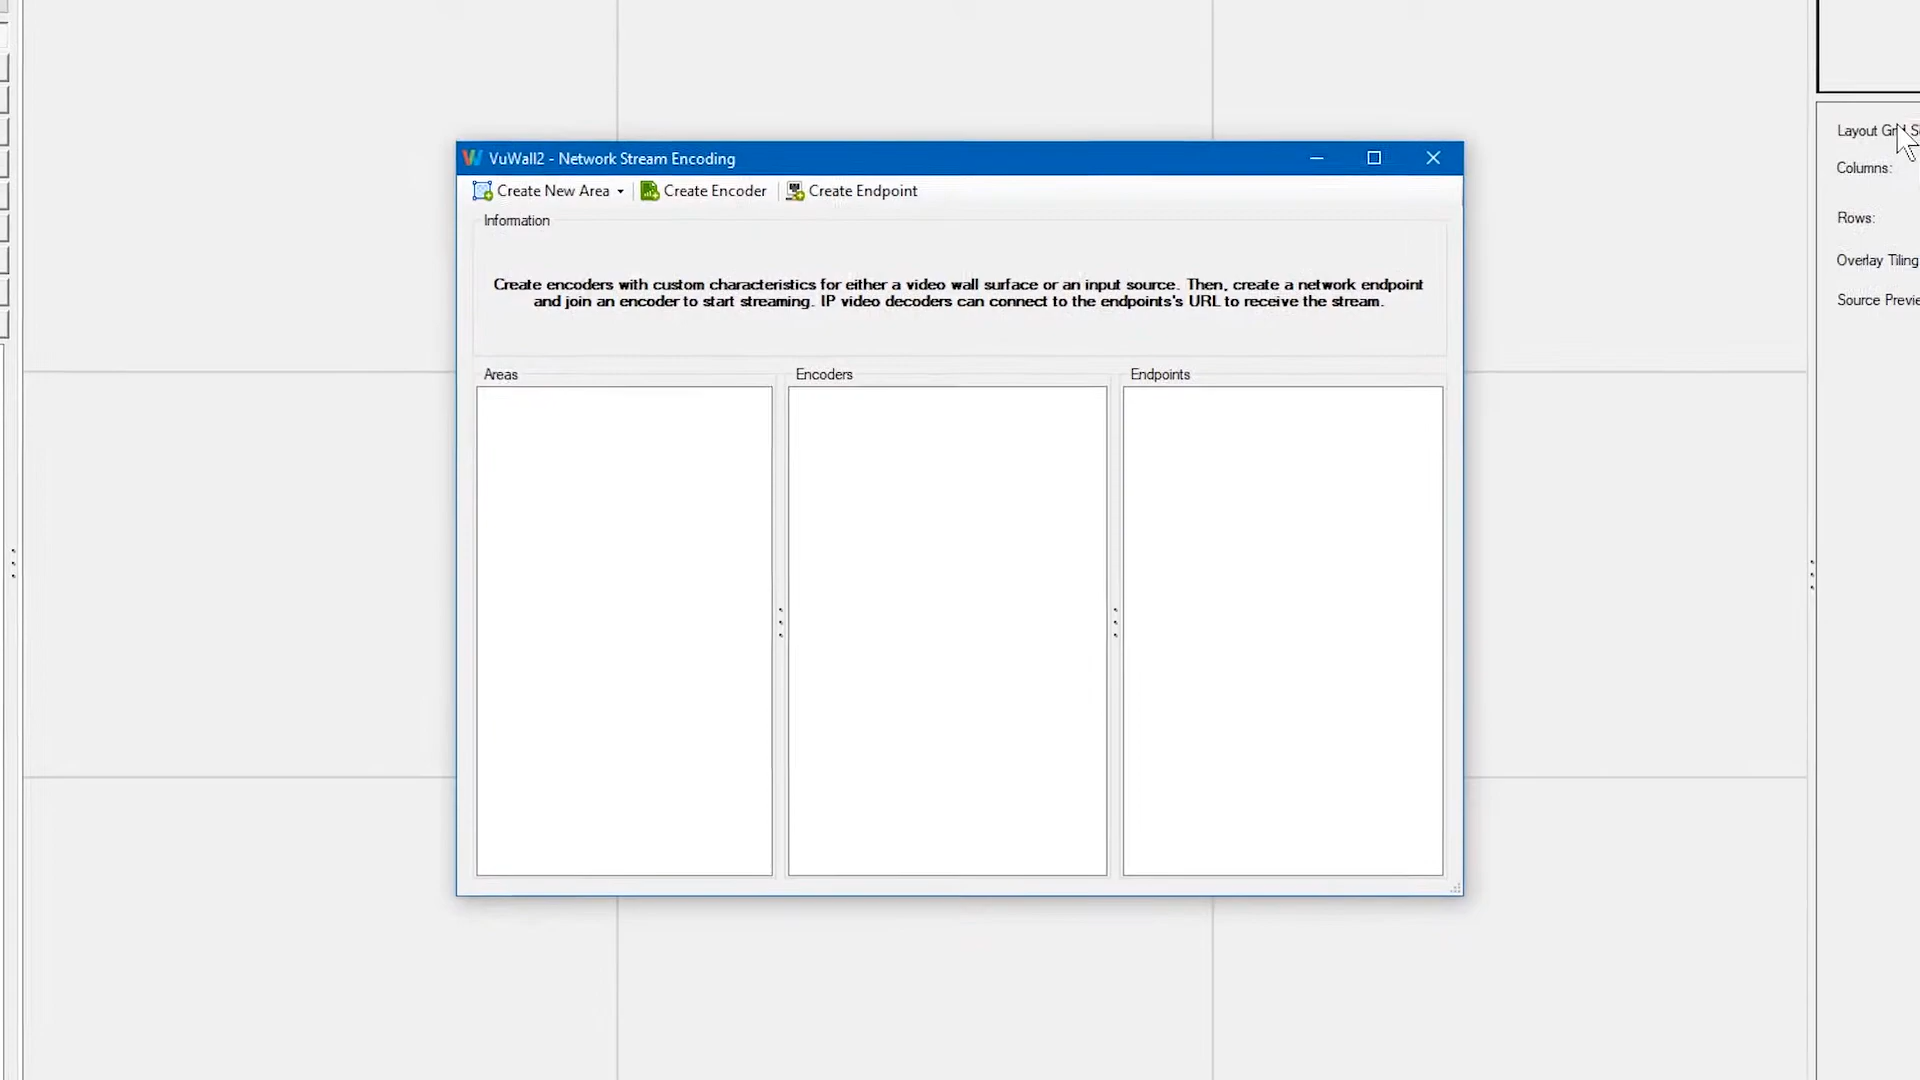 VuWall2 - Network Stream Encoding
Create New Area
Create Encoder
Create Endpoint
Information
Create encoders with custom characteristics for either a video wall surface or an input source. Then, create a network endpoint
and join an encoder to start streaming. IP video decoders can connect to the endpoints's URL to receive the stream.
Areas
Encoders
Endpoints
Layout
Columns:
Rows:
Overlay Tiling
Source